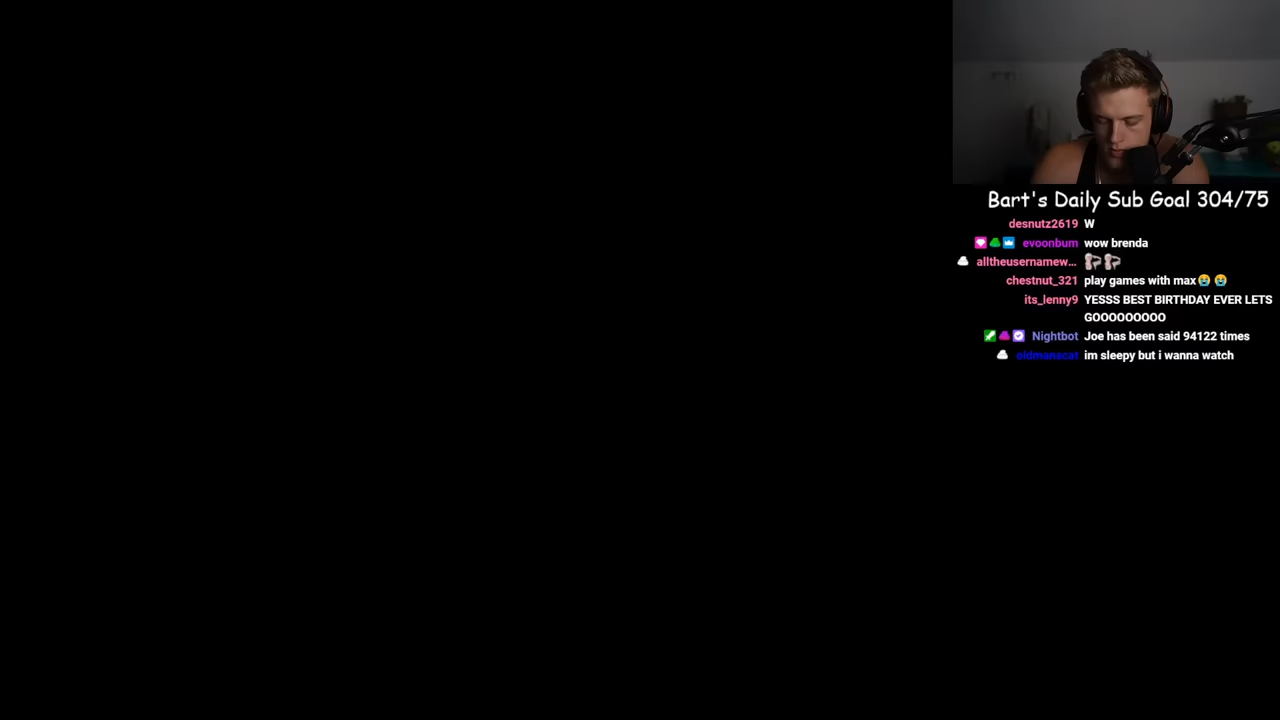 Bart's Daily Sub Goal 304/75
desnutz2619 W
evoonbum wow brenda
alltheusernamew…
chestnut_321 play games with max😭 😭
its_lenny9 YESSS BEST BIRTHDAY EVER LETS
GOOOOOOOOO
Nightbot Joe has been said 94122 times
oldmanscat im sleepy but i wanna watch